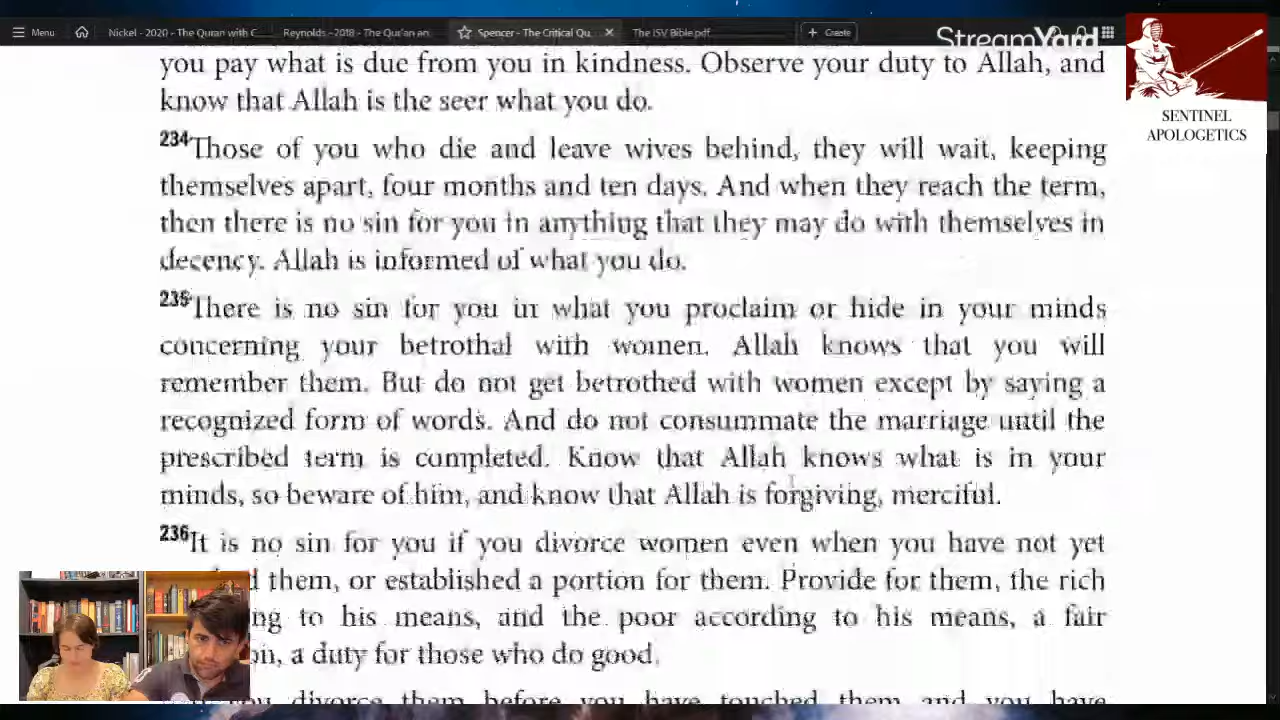 Menu
Nickel - 2020 - The Quran with C
Reynolds ~2018 - The Qur'an an
Spencer - The Critical Qu.
The ISV Bible.pdf
Create
StreamYard
SENTINEL
APOLOGETICS
you pay what is due from you in kindness. Observe your duty to Allah, and
know that Allah is the seer what you do.
234Those of you who die and leave wives behind, they will wait, keeping
themselves apart, four months and ten days. And when they reach the term,
then there is no sin for you in anything that they may do with themselves in
decency. Allah is informed of what you do.
235There is no sin for you in what you proclaim or hide in your minds
concerning your betrothal with women. Allah knows that you will
remember them. But do not get betrothed with women except by saying a
recognized form of words. And do not consummate the marriage until the
prescribed term is completed. Know that Allah knows what is in your
minds, so beware of him, and know that Allah is forgiving, merciful.
236It is no sin for you if you divorce women even when you have not yet
them, or established a portion for them. Provide for them, the rich
to his means, and the poor according to his means, a fair
a duty for those who do good.
divorce them before you have touched them and you have